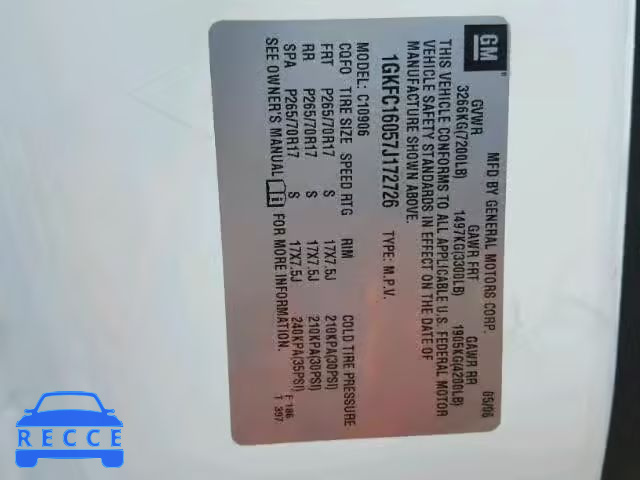 GM
MFD BY GENERAL MOTORS CORP. 05/06
GVWR GAWR FRT GAWR RR
3266KG(7200LB) 1497KG(3300LB) 1905KG(4200LB)
THIS VEHICLE CONFORMS TO ALL APPLICABLE U.S. FEDERAL MOTOR
VEHICLE SAFETY STANDARDS IN EFFECT ON THE DATE OF
MANUFACTURE SHOWN ABOVE.
1GKFC16057J172726 TYPE: M.P.V.
MODEL: C10906
CQFO TIRE SIZE SPEED RTG RIM COLD TIRE PRESSURE
FRT P265/70R17 S 17X7.5J 210KPA(30PSI)
RR P265/70R17 S 17X7.5J 210KPA(30PSI)
SPA P265/70R17 S 17X7.5J 240KPA(35PSI)
SEE OWNER'S MANUAL FOR MORE INFORMATION.
F 186
T 397
RECCE